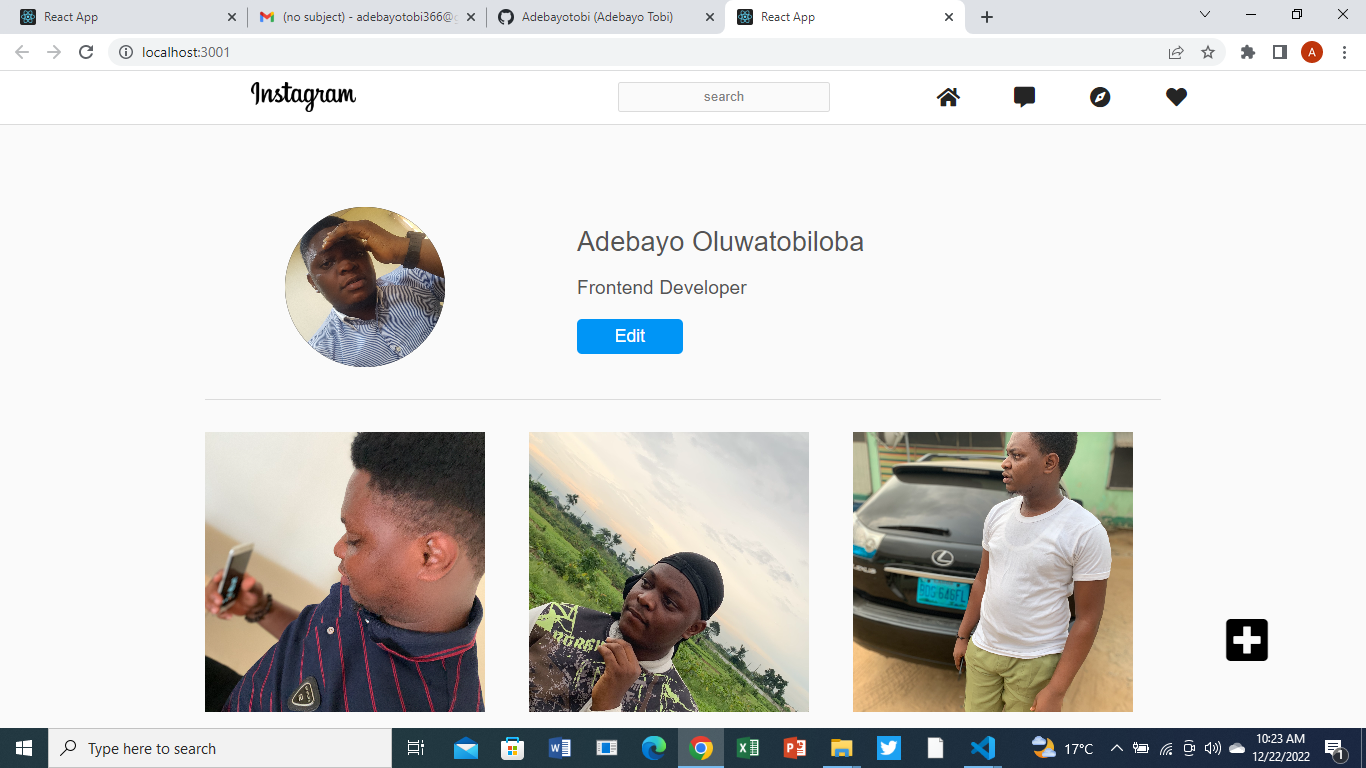 React App
(no subject) - adebayotobi366@g
Adebayotobi (Adebayo Tobi)
React App
localhost:3001
A
Instagram
search
Adebayo Oluwatobiloba
Frontend Developer
Edit
Type here to search
17°C
10:23 AM
12/22/2022
1